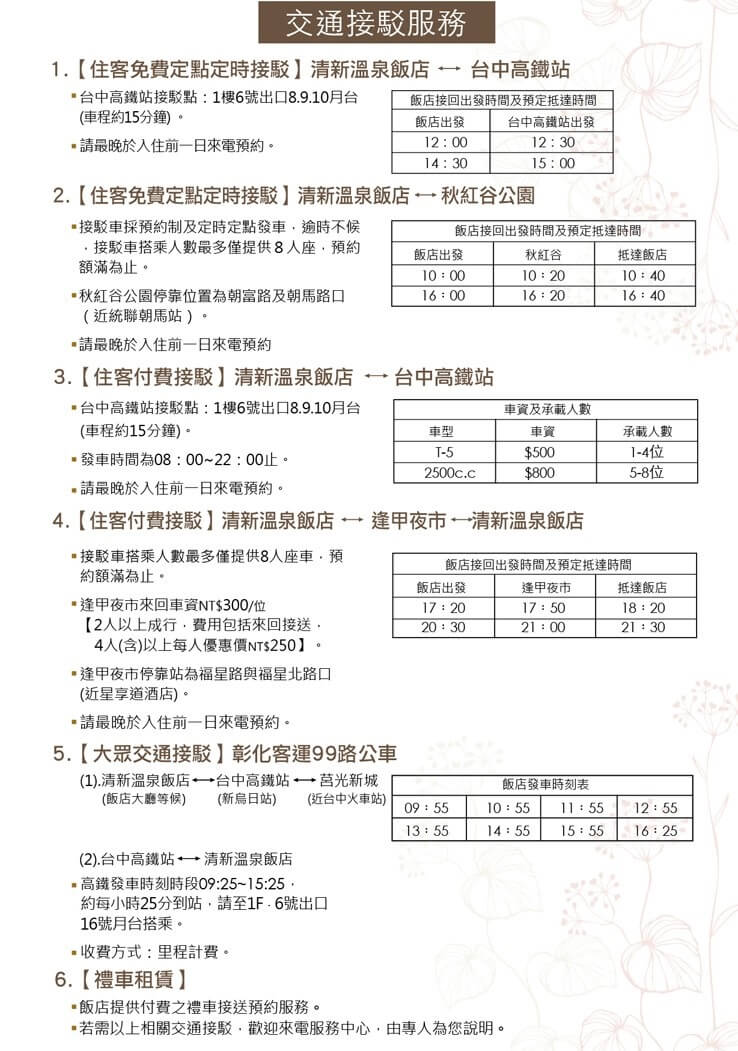 交通接駁服務
1.【住客免費定點定時接駁】清新溫泉飯店 ↔ 台中高鐵站
▪台中高鐵站接駁點：1樓6號出口8.9.10月台
(車程約15分鐘) 。
▪請最晚於入住前一日來電預約。
飯店接回出發時間及預定抵達時間
飯店出發 台中高鐵站出發
12：00 12：30
14：30 15：00
2.【住客免費定點定時接駁】清新溫泉飯店 ↔ 秋紅谷公園
▪接駁車採預約制及定時定點發車，逾時不候
，接駁車搭乘人數最多僅提供 8 人座，預約
額滿為止。
▪秋紅谷公園停靠位置為朝富路及朝馬路口
（近統聯朝馬站）。
▪請最晚於入住前一日來電預約
飯店接回出發時間及預定抵達時間
飯店出發 秋紅谷 抵達飯店
10：00 10：20 10：40
16：00 16：20 16：40
3.【住客付費接駁】清新溫泉飯店 ↔ 台中高鐵站
▪台中高鐵站接駁點：1樓6號出口8.9.10月台
(車程約15分鐘)。
▪發車時間為08：00~22：00止。
▪請最晚於入住前一日來電預約。
車資及承載人數
車型 車資 承載人數
T-5 $500 1-4位
2500c.c $800 5-8位
4.【住客付費接駁】清新溫泉飯店 ↔ 逢甲夜市 ↔清新溫泉飯店
▪接駁車搭乘人數最多僅提供8人座車，預
約額滿為止。
▪逢甲夜市來回車資NT$300/位
【2人以上成行，費用包括來回接送，
4人(含)以上每人優惠價NT$250】。
▪逢甲夜市停靠站為福星路與福星北路口
(近星享道酒店)。
▪請最晚於入住前一日來電預約。
飯店接回出發時間及預定抵達時間
飯店出發 逢甲夜市 抵達飯店
17：20 17：50 18：20
20：30 21：00 21：30
5.【大眾交通接駁】彰化客運99路公車
(1).清新溫泉飯店↔台中高鐵站↔莒光新城
(飯店大廳等候) (新烏日站) (近台中火車站)
飯店發車時刻表
09：55 10：55 11：55 12：55
13：55 14：55 15：55 16：25
(2).台中高鐵站↔ 清新溫泉飯店
▪高鐵發車時刻時段09:25~15:25，
約每小時25分到站，請至1F．6號出口
16號月台搭乘。
▪收費方式：里程計費。
6.【禮車租賃】
▪飯店提供付費之禮車接送預約服務。
▪若需以上相關交通接駁，歡迎來電服務中心，由專人為您說明。